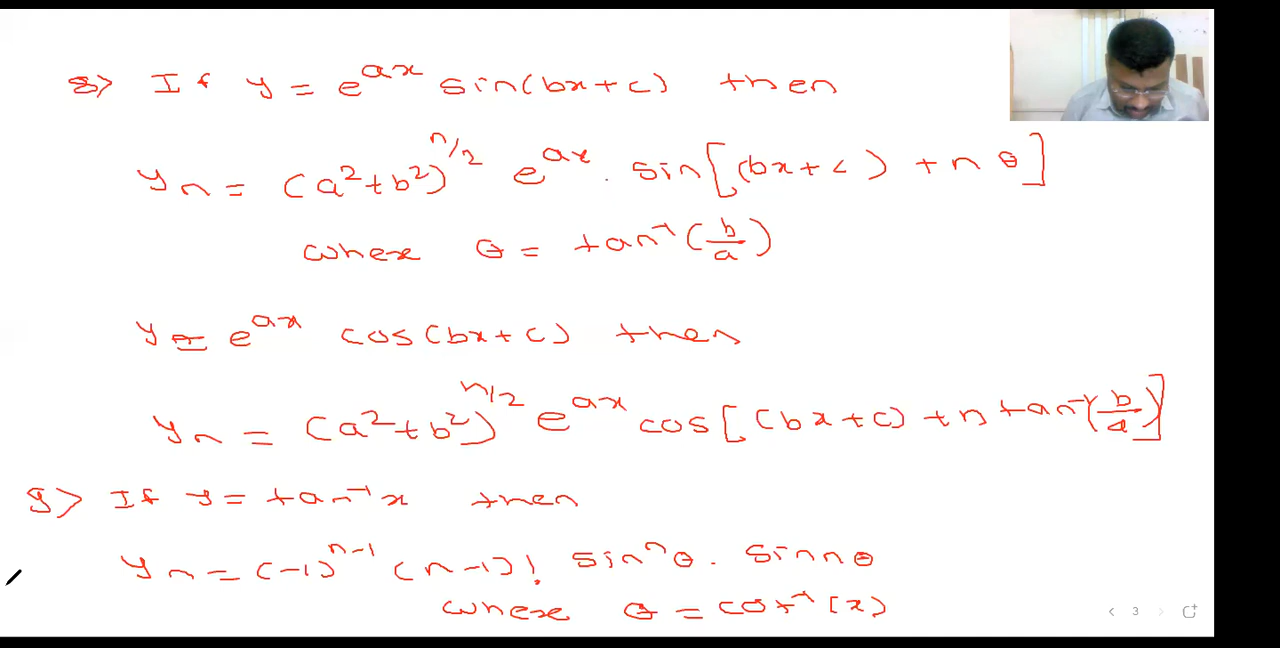 8) If y = e^{ax} sin(bx+c) then
y_n = (a²+b²)^{n/2} e^{ax} . sin[(bx+c) + nθ]
where θ = tan⁻¹(b/a)
y = e^{ax} cos(bx+c) then
y_n = (a²+b²)^{n/2} e^{ax} cos[(bx+c) + n tan⁻¹(b/a)]
9) If y = tan⁻¹x then
y_n = (-1)^{n-1} (n-1)! sinⁿθ . sin nθ
where θ = cot⁻¹(x)
3